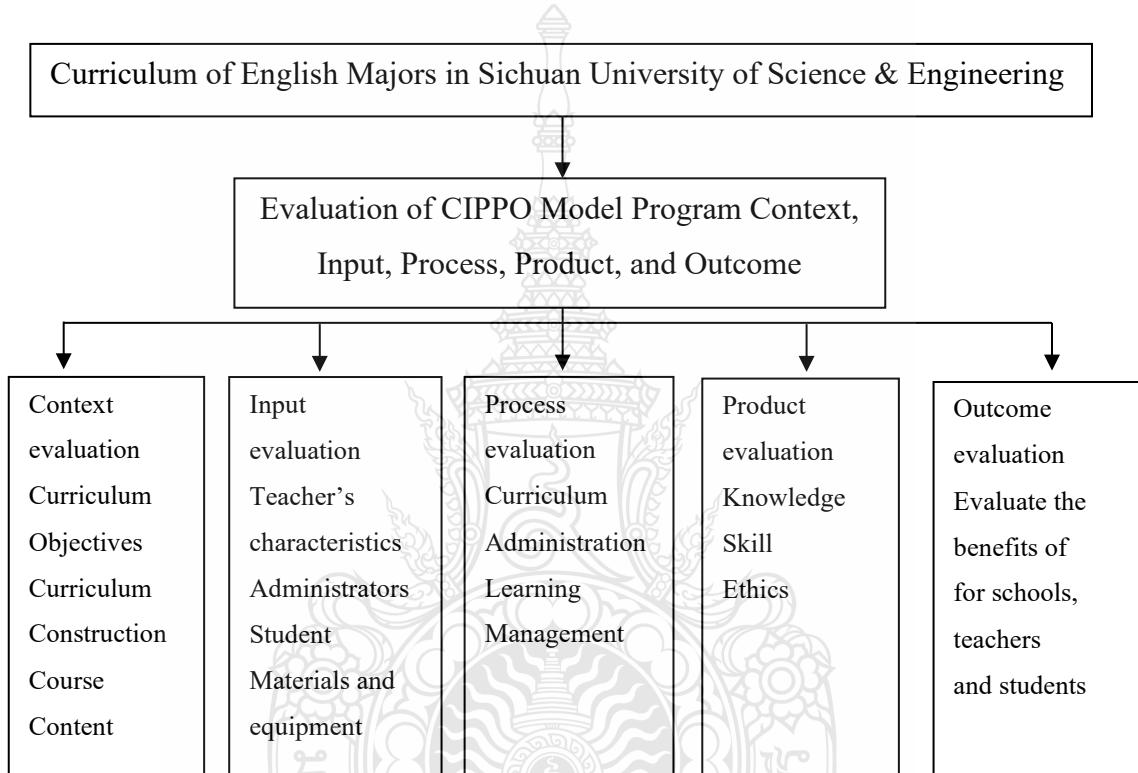 Curriculum of English Majors in Sichuan University of Science & Engineering
Evaluation of CIPPO Model Program Context,
Input, Process, Product, and Outcome
Context
evaluation
Curriculum
Objectives
Curriculum
Construction
Course
Content
Input
evaluation
Teacher's
characteristics
Administrators
Student
Materials and
equipment
Process
evaluation
Curriculum
Administration
Learning
Management
Product
evaluation
Knowledge
Skill
Ethics
Outcome
evaluation
Evaluate the
benefits of
for schools,
teachers
and students